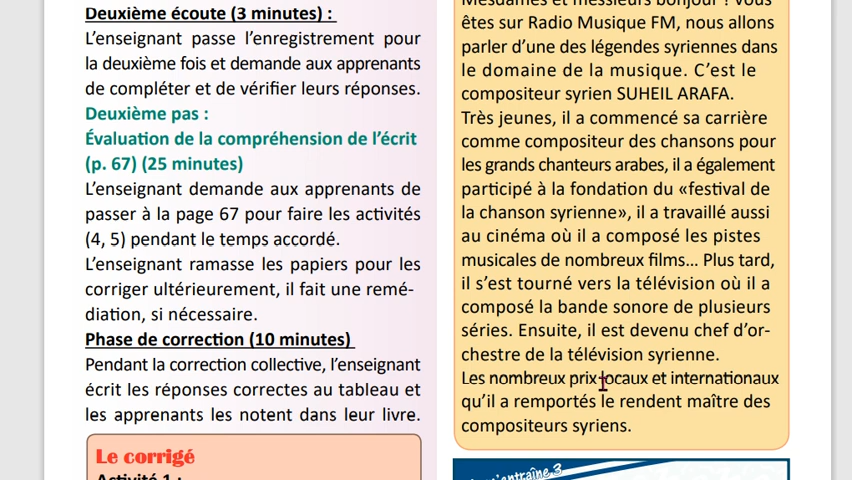 Deuxième écoute (3 minutes) :
L’enseignant passe l’enregistrement pour
la deuxième fois et demande aux apprenants
de compléter et de vérifier leurs réponses.
Deuxième pas :
Évaluation de la compréhension de l’écrit
(p. 67) (25 minutes)
L’enseignant demande aux apprenants de
passer à la page 67 pour faire les activités
(4, 5) pendant le temps accordé.
L’enseignant ramasse les papiers pour les
corriger ultérieurement, il fait une remé-
diation, si nécessaire.
Phase de correction (10 minutes)
Pendant la correction collective, l’enseignant
écrit les réponses correctes au tableau et
les apprenants les notent dans leur livre.
Le corrigé
Activité 1 :
Mesdames et messieurs bonjour ! Vous
êtes sur Radio Musique FM, nous allons
parler d’une des légendes syriennes dans
le domaine de la musique. C’est le
compositeur syrien SUHEIL ARAFA.
Très jeunes, il a commencé sa carrière
comme compositeur des chansons pour
les grands chanteurs arabes, il a également
participé à la fondation du «festival de
la chanson syrienne», il a travaillé aussi
au cinéma où il a composé les pistes
musicales de nombreux films... Plus tard,
il s’est tourné vers la télévision où il a
composé la bande sonore de plusieurs
séries. Ensuite, il est devenu chef d’or-
chestre de la télévision syrienne.
Les nombreux prix locaux et internationaux
qu’il a remportés le rendent maître des
compositeurs syriens.
m’entraîne 3